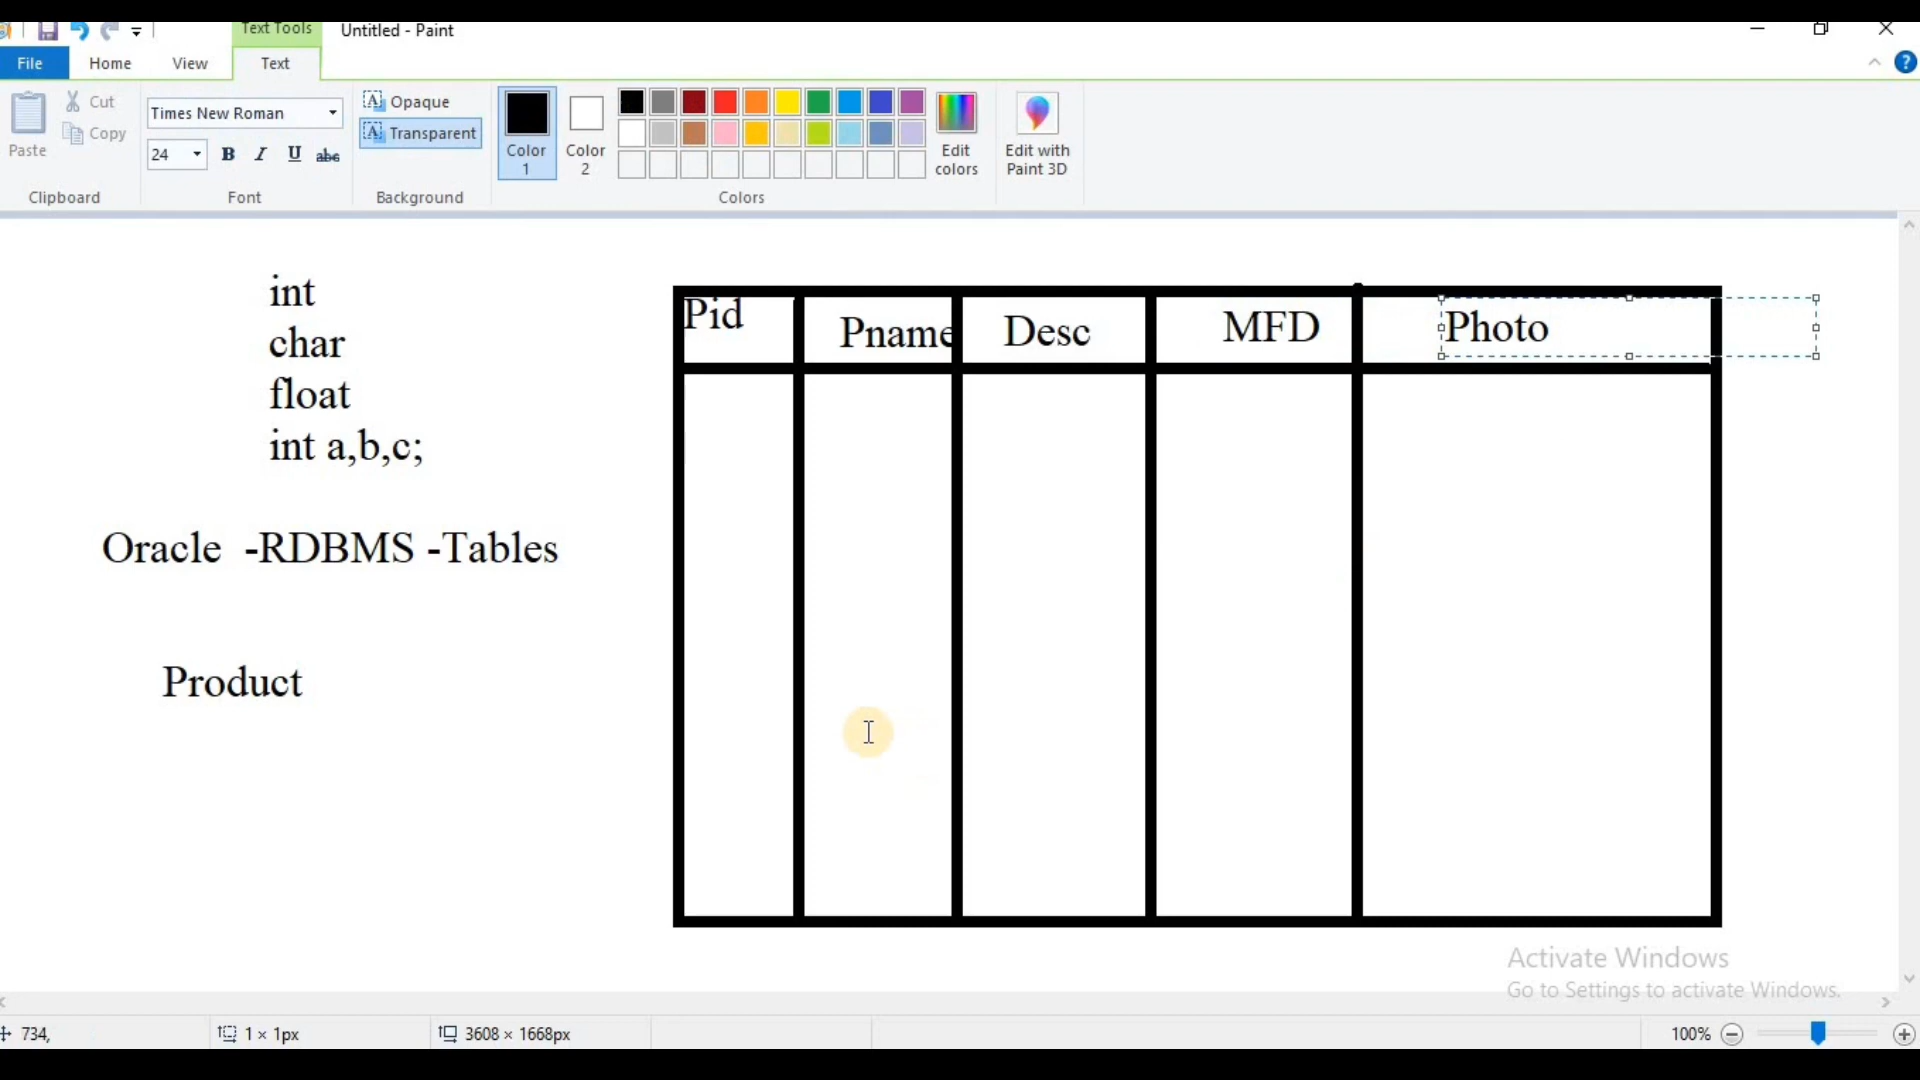 Text Tools
Untitled - Paint
File
Home
View
Text
Paste
Cut
Copy
Clipboard
Times New Roman
24
B I U abc
Font
Opaque
Transparent
Background
Color 1
Color 2
Edit colors
Colors
Edit with Paint 3D
int
char
float
int a,b,c;
Oracle -RDBMS -Tables
Product
Pid Pname Desc MFD Photo
Activate Windows
Go to Settings to activate Windows.
734,
1 × 1px
3608 × 1668px
100%